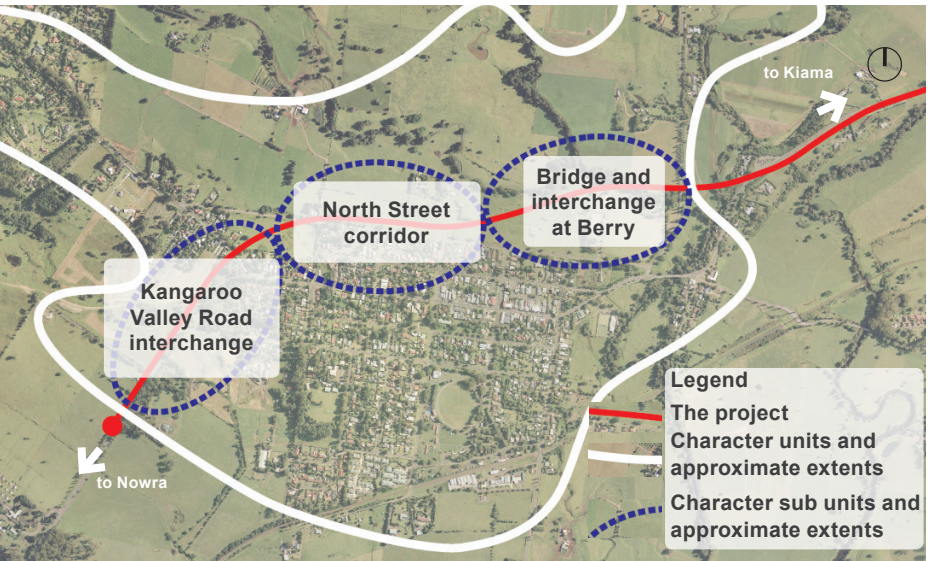 to Kiama
Bridge and
interchange
at Berry
North Street
corridor
Kangaroo
Valley Road
interchange
to Nowra
Legend
The project
Character units and
approximate extents
Character sub units and
approximate extents